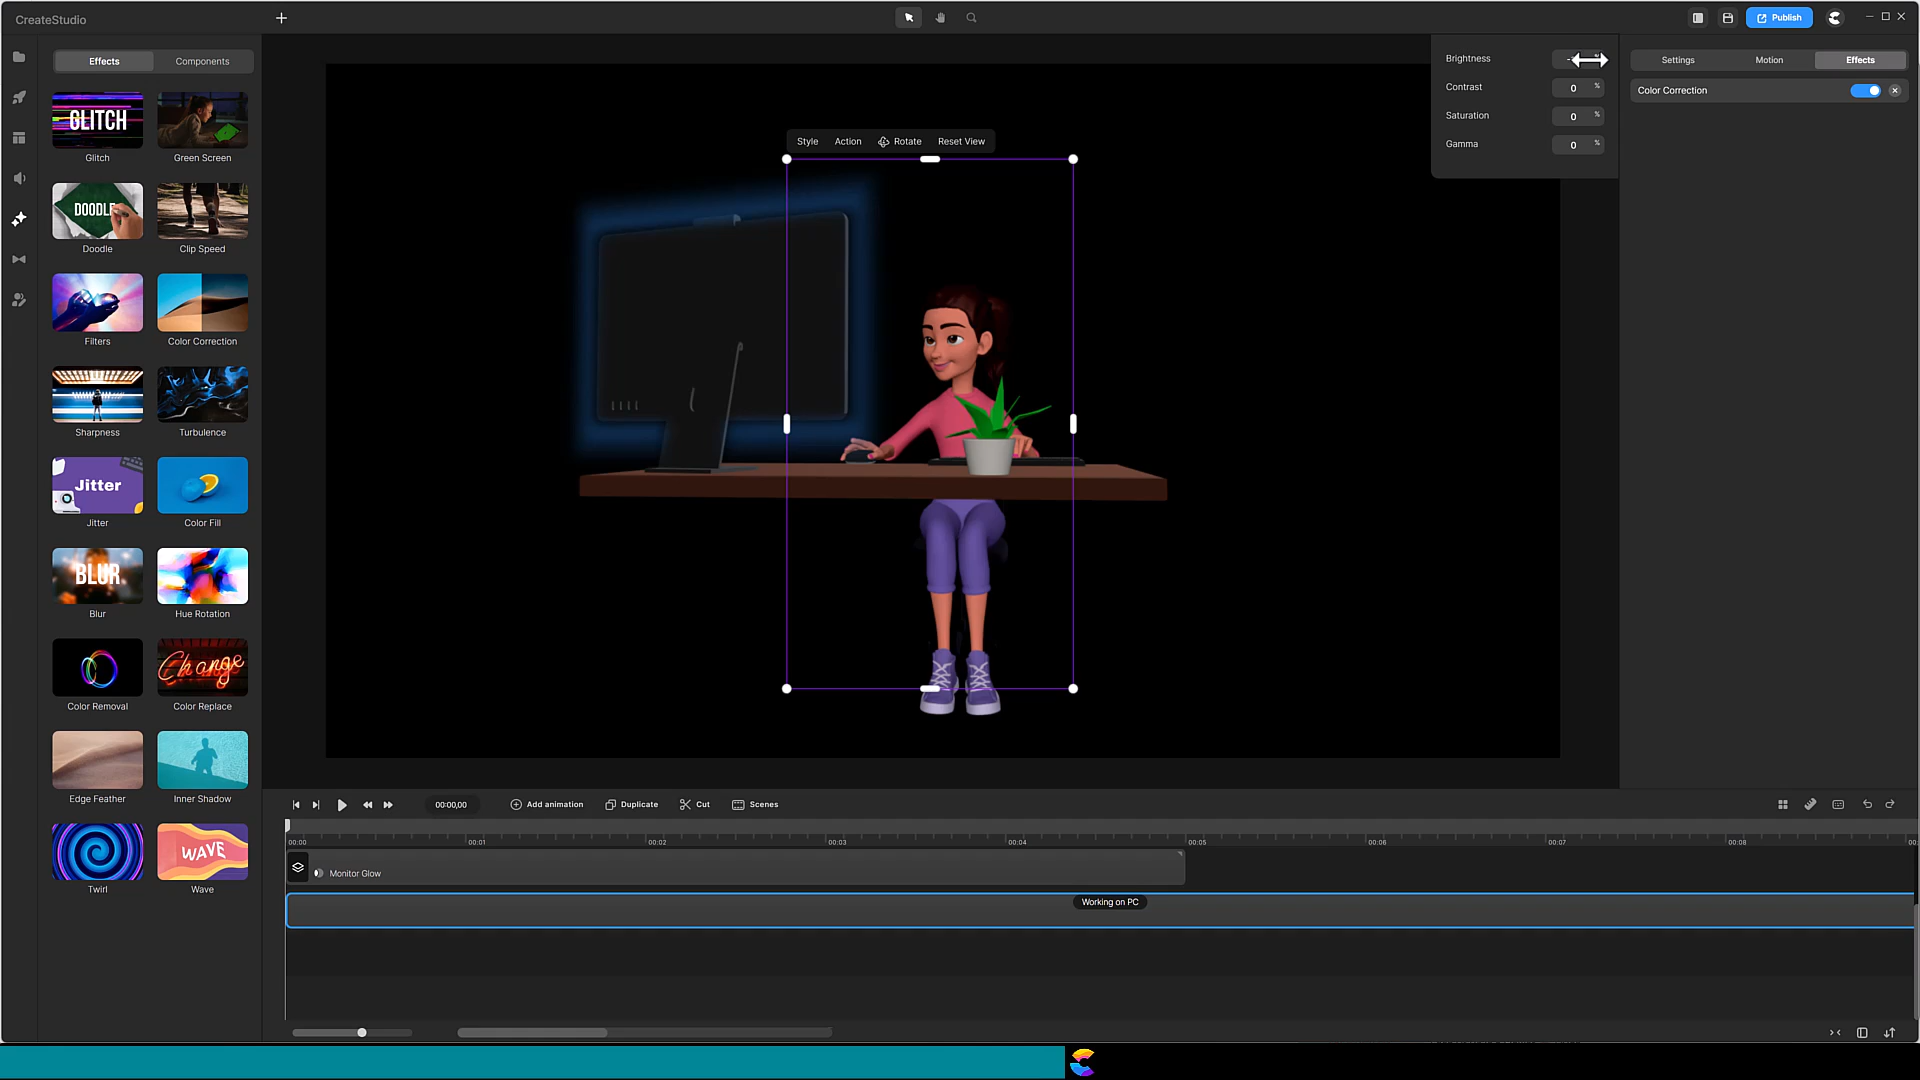 CreateStudio
Publish
Effects
Components
GLITCH
Glitch
Green Screen
DOODLE
Doodle
Clip Speed
Filters
Color Correction
Sharpness
Turbulence
Jitter
Jitter
Color Fill
BLUR
Blur
Hue Rotation
Change
Color Removal
Color Replace
Edge Feather
Inner Shadow
WAVE
Twirl
Wave
Style
Action
Rotate
Reset View
Brightness
Contrast
0 %
Saturation
0 %
Gamma
0 %
Settings
Motion
Effects
Color Correction
00:00,00
Add animation
Duplicate
Cut
Scenes
00:00
00:01
00:02
00:03
00:04
00:05
00:06
00:07
00:08
Monitor Glow
Working on PC